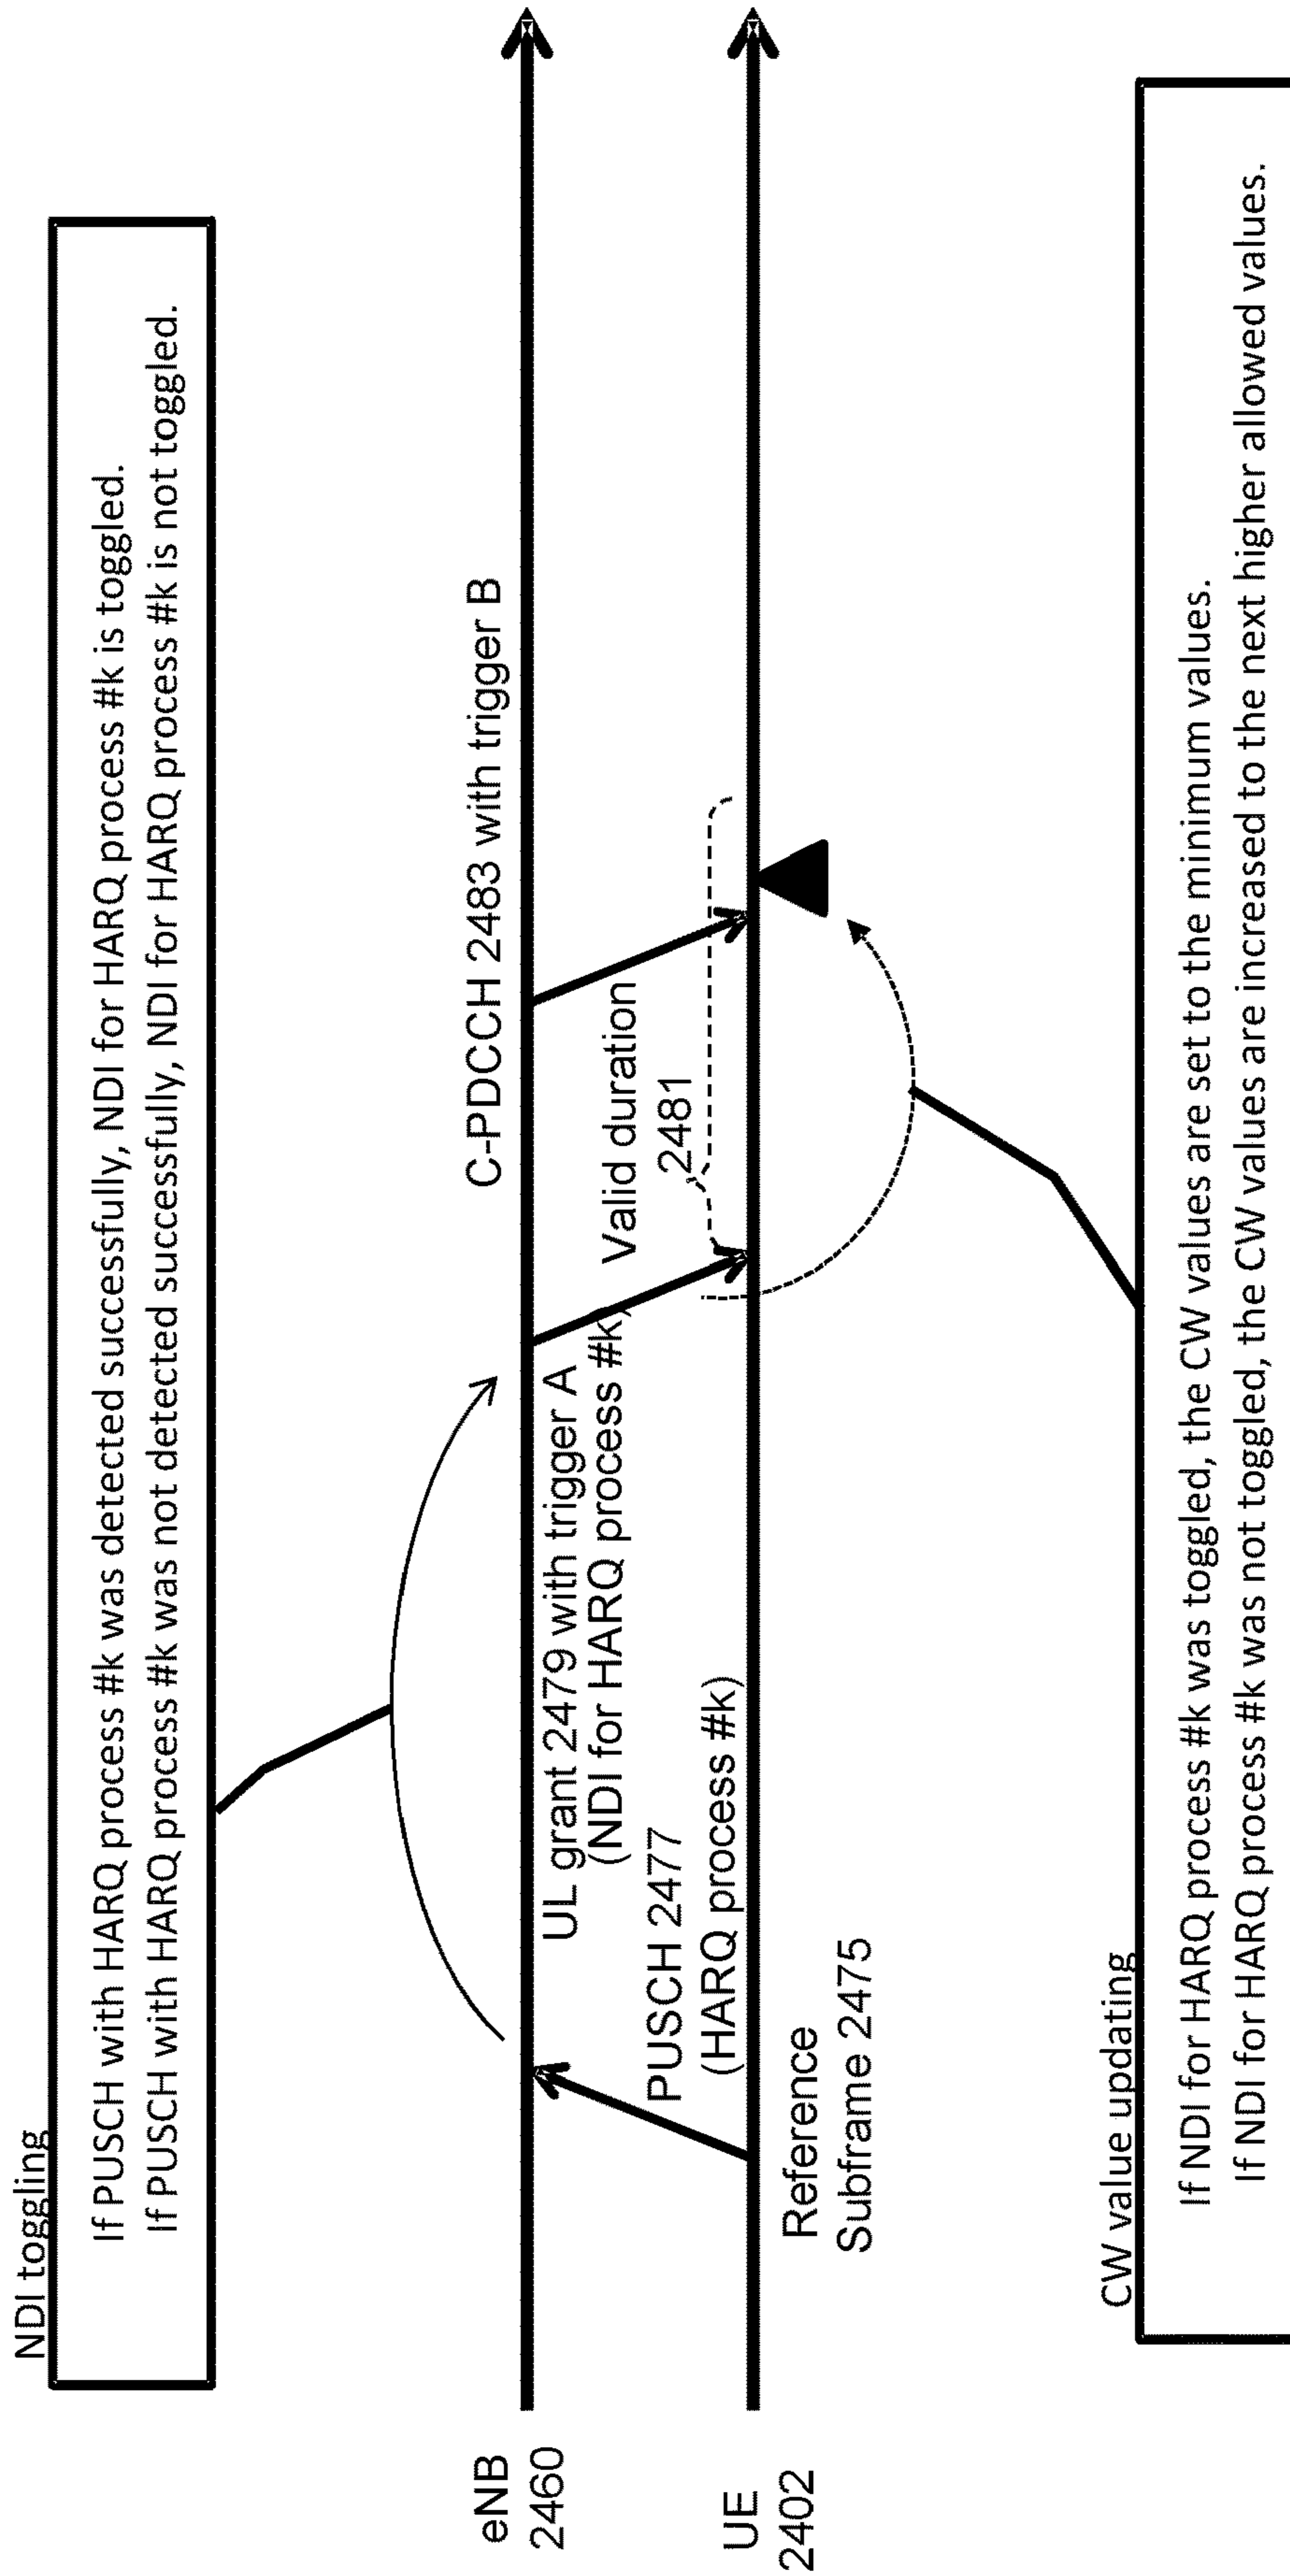 NDI toggling
If PUSCH with HARQ process #k was detected successfully, NDI for HARQ process #k is toggled.
If PUSCH with HARQ process #k was not detected successfully, NDI for HARQ process #k is not toggled.
eNB
2460
C-PDCCH 2483 with trigger B
UL grant 2479 with trigger A
(NDI for HARQ process #k)
Valid duration
2481
PUSCH 2477
(HARQ process #k)
UE
2402
Reference
Subframe 2475
CW value updating
If NDI for HARQ process #k was toggled, the CW values are set to the minimum values.
If NDI for HARQ process #k was not toggled, the CW values are increased to the next higher allowed values.